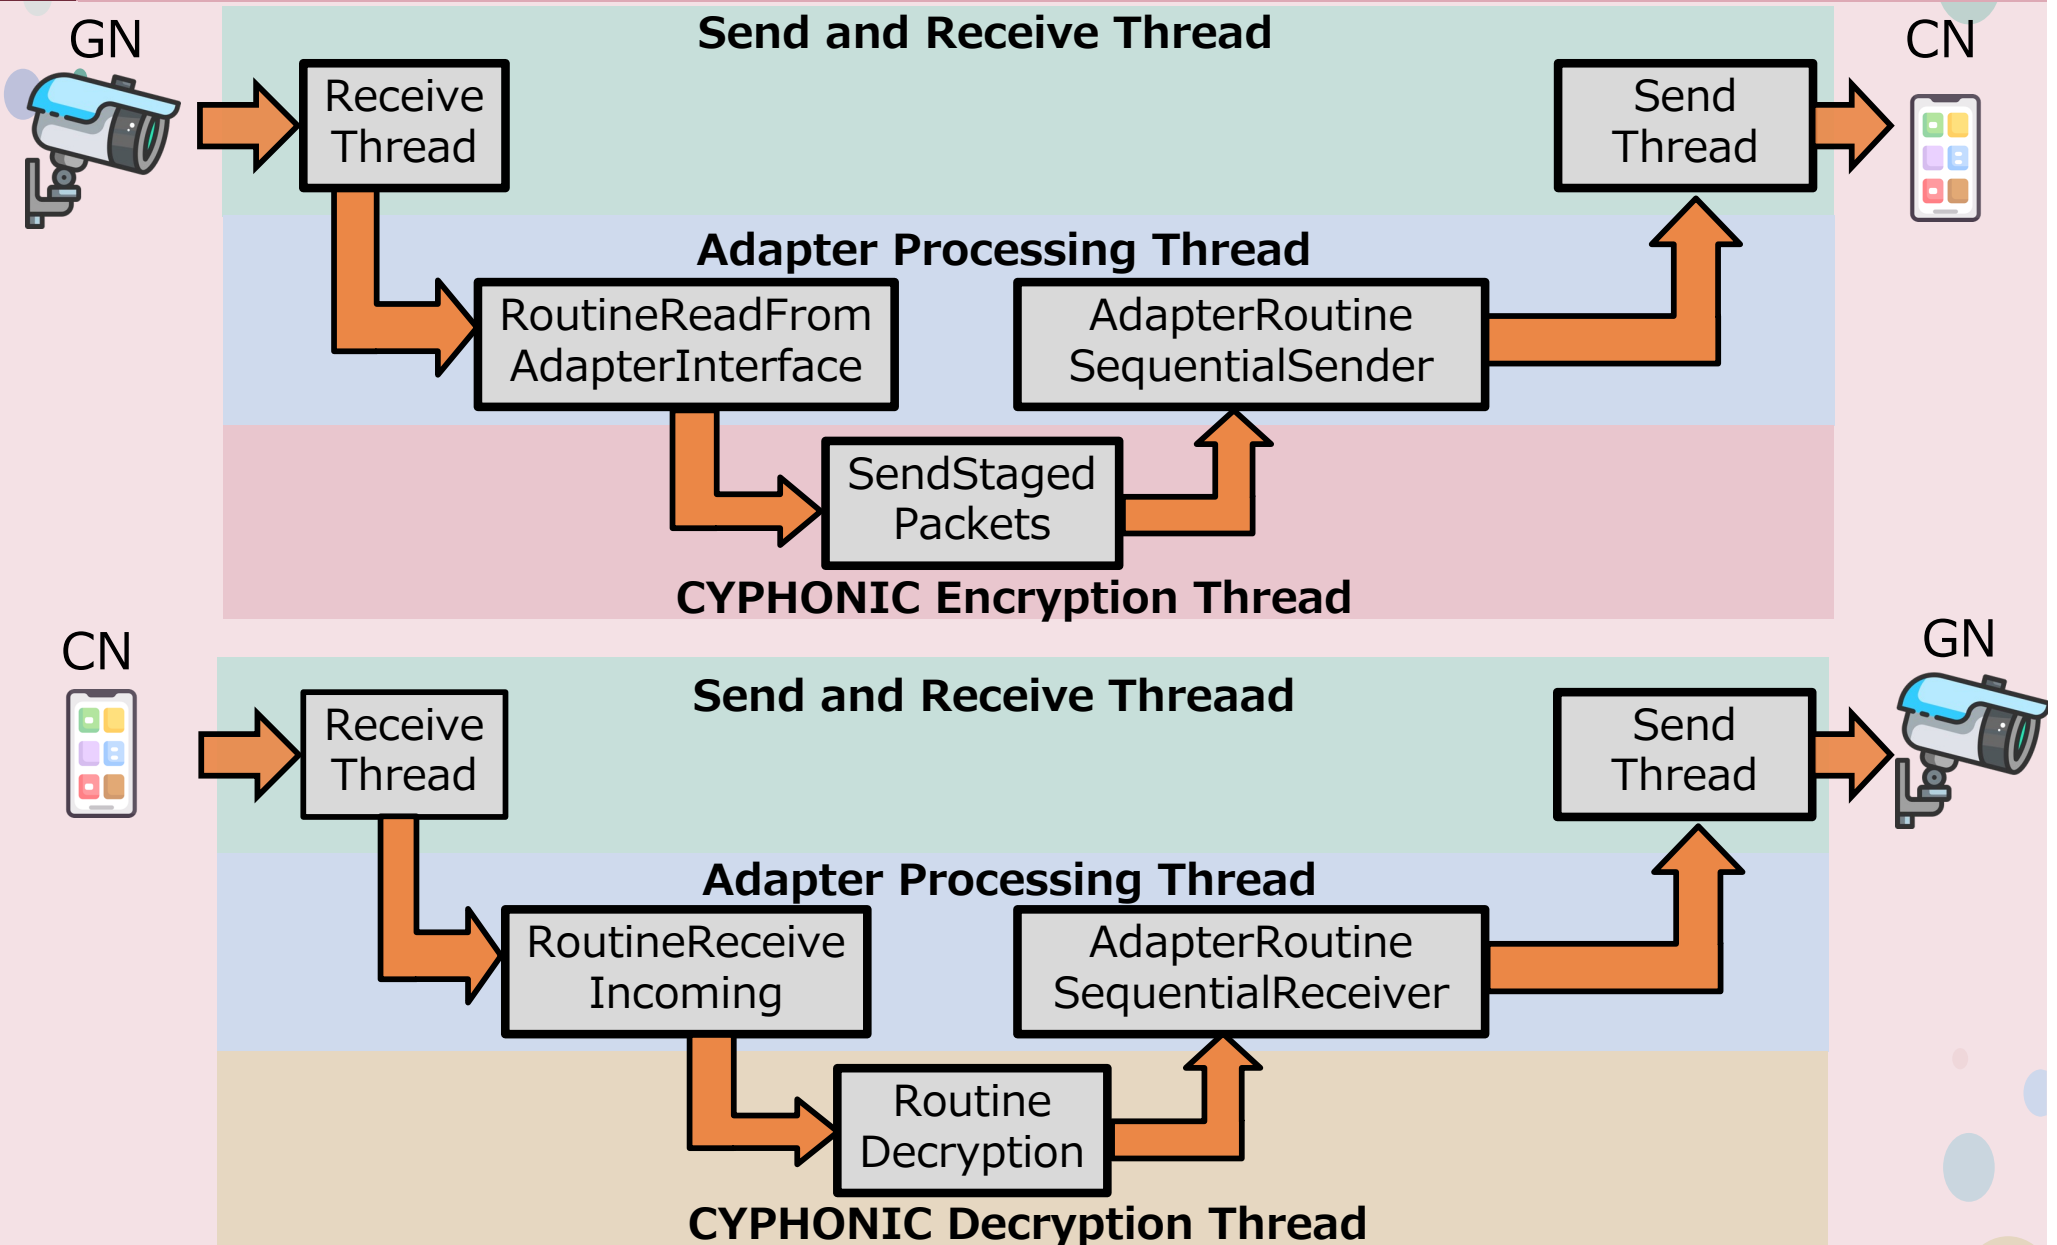 GN
Send and Receive Thread
CN
Receive
Thread
Send
Thread
Adapter Processing Thread
RoutineReadFrom
AdapterInterface
AdapterRoutine
SequentialSender
SendStaged
Packets
CYPHONIC Encryption Thread
CN
GN
Send and Receive Threaad
Receive
Thread
Send
Thread
Adapter Processing Thread
RoutineReceive
Incoming
AdapterRoutine
SequentialReceiver
Routine
Decryption
CYPHONIC Decryption Thread